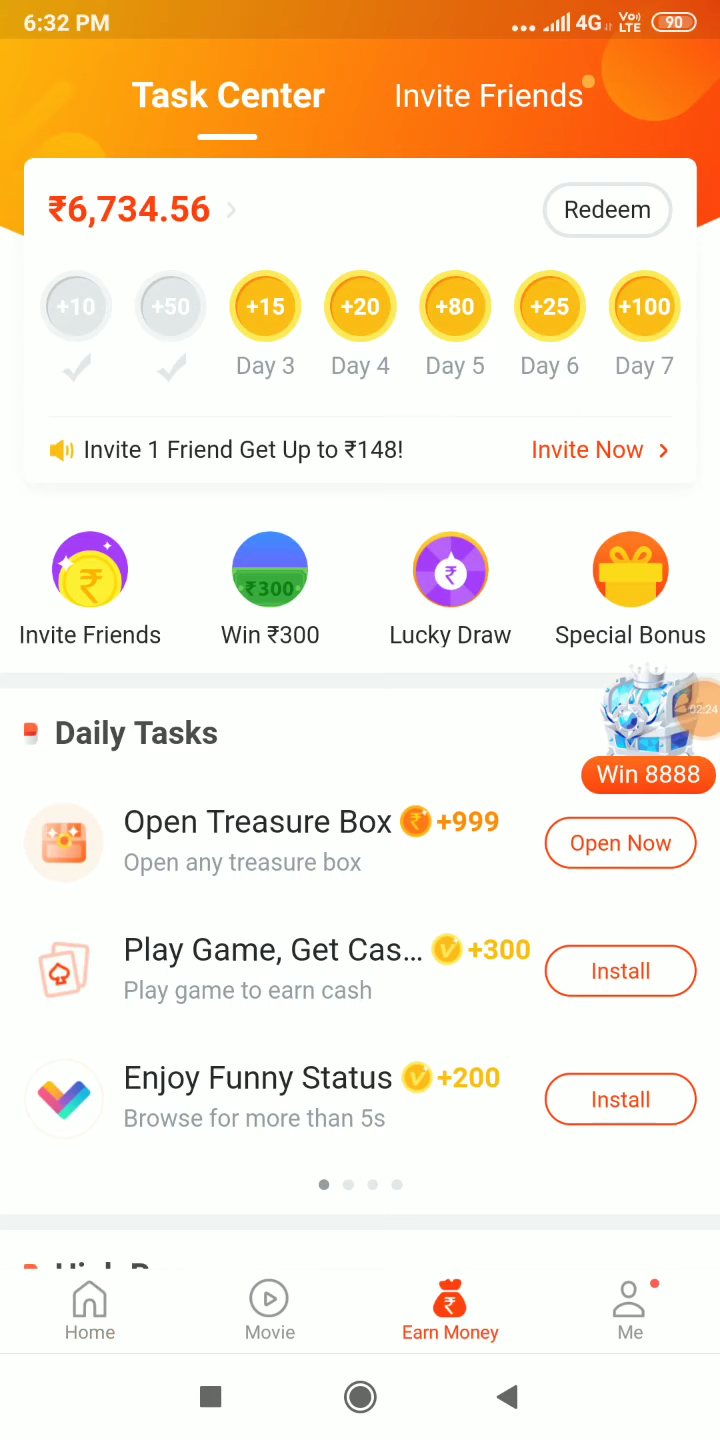 6:32 PM
4G
Vo))
LTE
90
Task Center
Invite Friends
₹6,734.56
Redeem
+10
+50
+15
+20
+80
+25
+100
Day 3
Day 4
Day 5
Day 6
Day 7
Invite 1 Friend Get Up to ₹148!
Invite Now
₹
₹300
₹
Invite Friends
Win ₹300
Lucky Draw
Special Bonus
Daily Tasks
02:24
Win 8888
Open Treasure Box ₹ +999
Open any treasure box
Open Now
Play Game, Get Cas... +300
Play game to earn cash
Install
Enjoy Funny Status +200
Browse for more than 5s
Install
₹
Home
Movie
Earn Money
Me